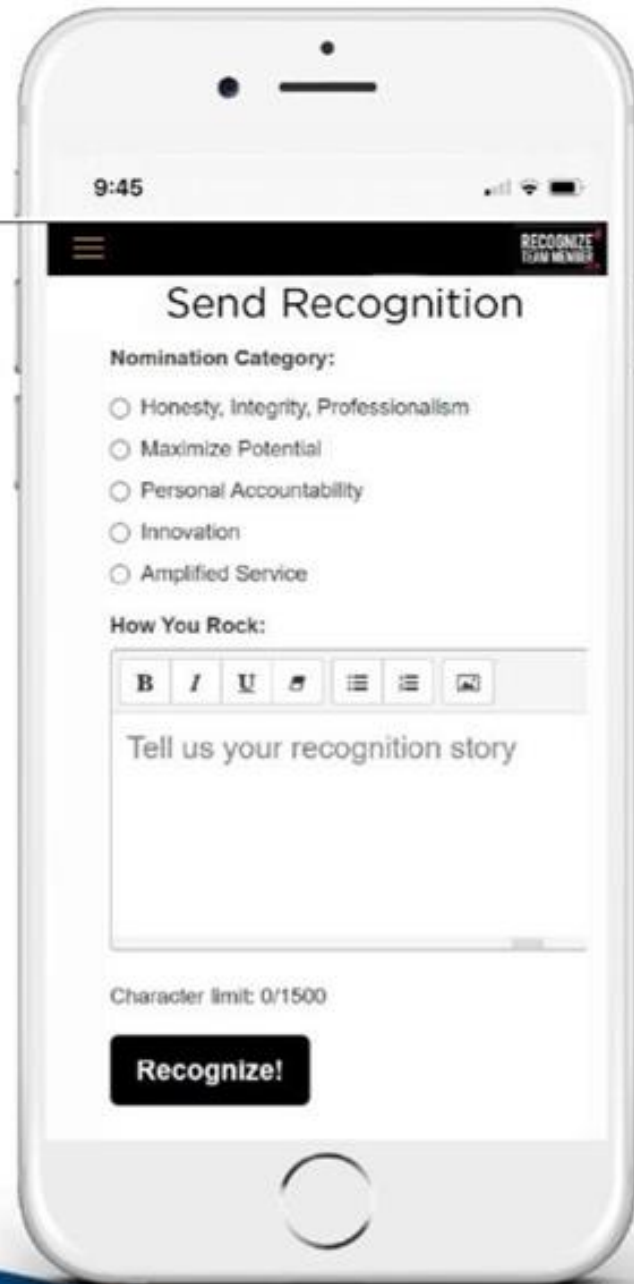 9:45
RECOGNIZE
TEAM MEMBER
Send Recognition
Nomination Category:
Honesty, Integrity, Professionalism
Maximize Potential
Personal Accountability
Innovation
Amplified Service
How You Rock:
B I U
Tell us your recognition story
Character limit: 0/1500
Recognize!